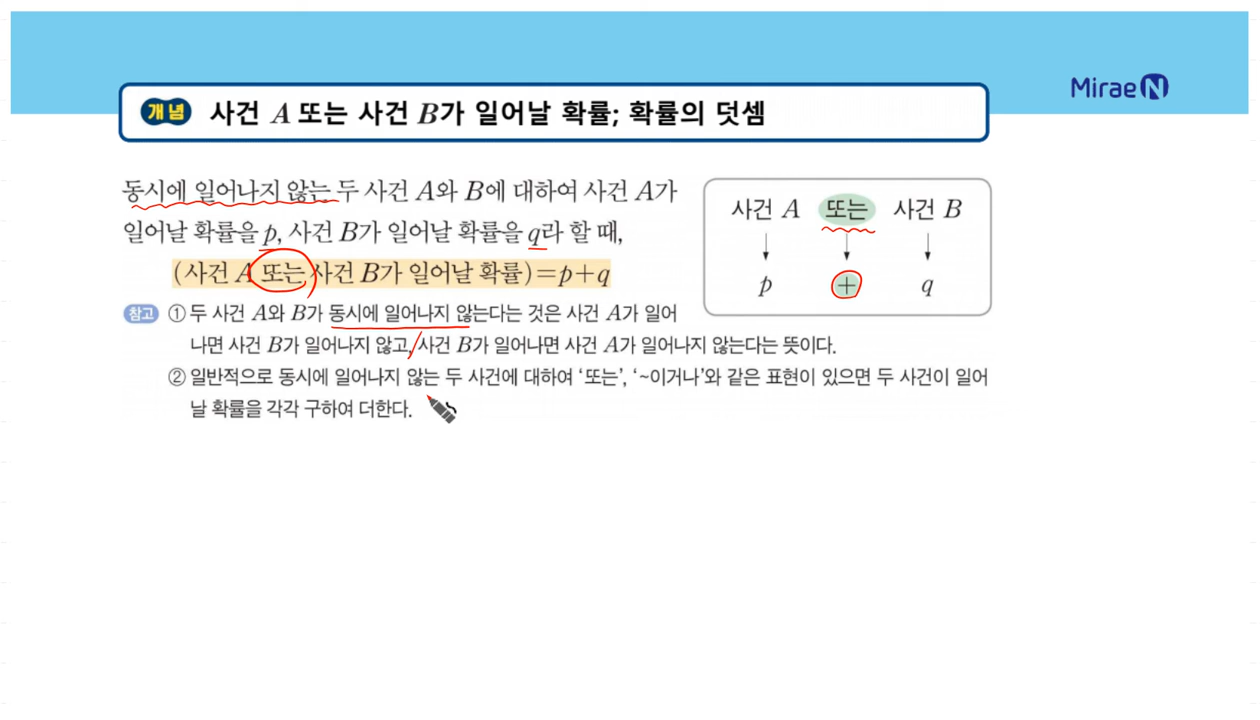 MiraeN
개념 사건 A 또는 사건 B가 일어날 확률; 확률의 덧셈
동시에 일어나지 않는 두 사건 A와 B에 대하여 사건 A가
일어날 확률을 p, 사건 B가 일어날 확률을 q라 할 때,
(사건 A 또는 사건 B가 일어날 확률)=p+q
사건 A 또는 사건 B
p + q
참고 ① 두 사건 A와 B가 동시에 일어나지 않는다는 것은 사건 A가 일어
나면 사건 B가 일어나지 않고, 사건 B가 일어나면 사건 A가 일어나지 않는다는 뜻이다.
② 일반적으로 동시에 일어나지 않는 두 사건에 대하여 ‘또는’, ‘~이거나’와 같은 표현이 있으면 두 사건이 일어
날 확률을 각각 구하여 더한다.